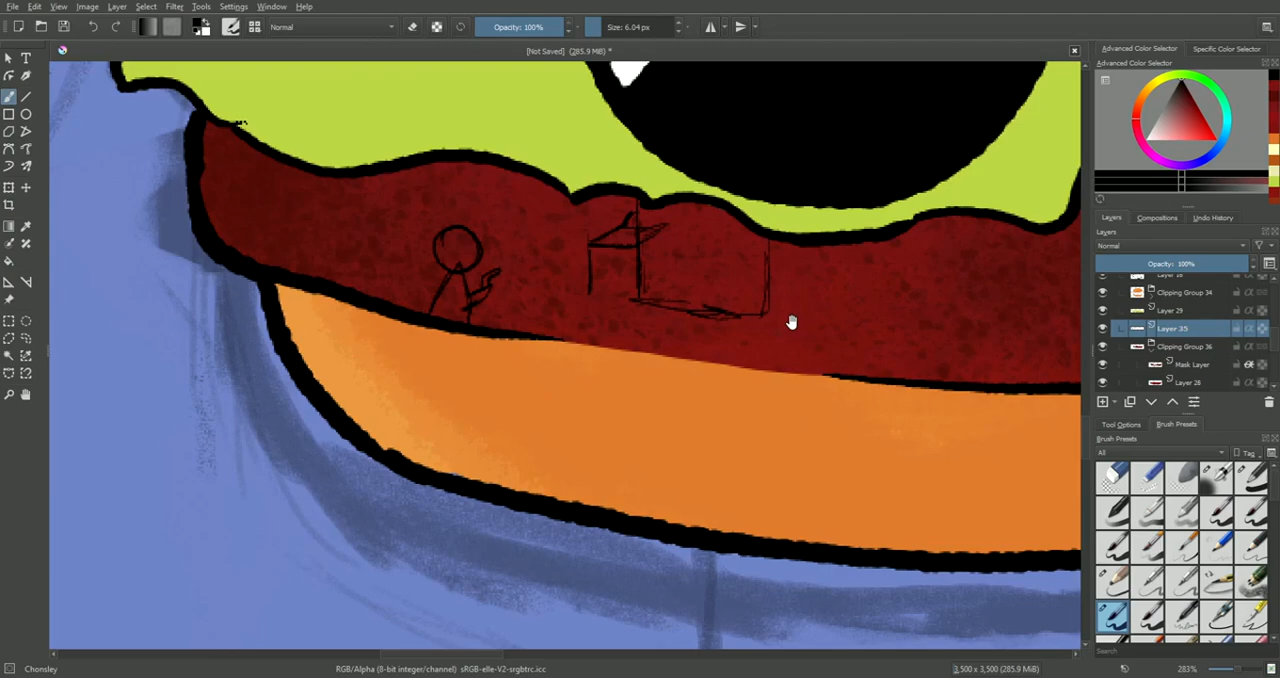 File Edit View Image Layer Select Filter Tools Settings Window Help
Normal Opacity: 100% Size: 6.04 px
[Not Saved] (285.9 MiB) *
Advanced Color Selector Specific Color Selector
Advanced Color Selector
Layers Compositions Undo History
Layers
Normal
Opacity: 100%
Clipping Group 34
Layer 29
Layer 35
Clipping Group 36
Mask Layer
Layer 28
Tool Options Brush Presets
Brush Presets
All Tag
Search
Chonsley RGB/Alpha (8-bit integer/channel) sRGB-elle-V2-srgbtrc.icc 3,500 x 3,500 (285.9 MiB) 283%